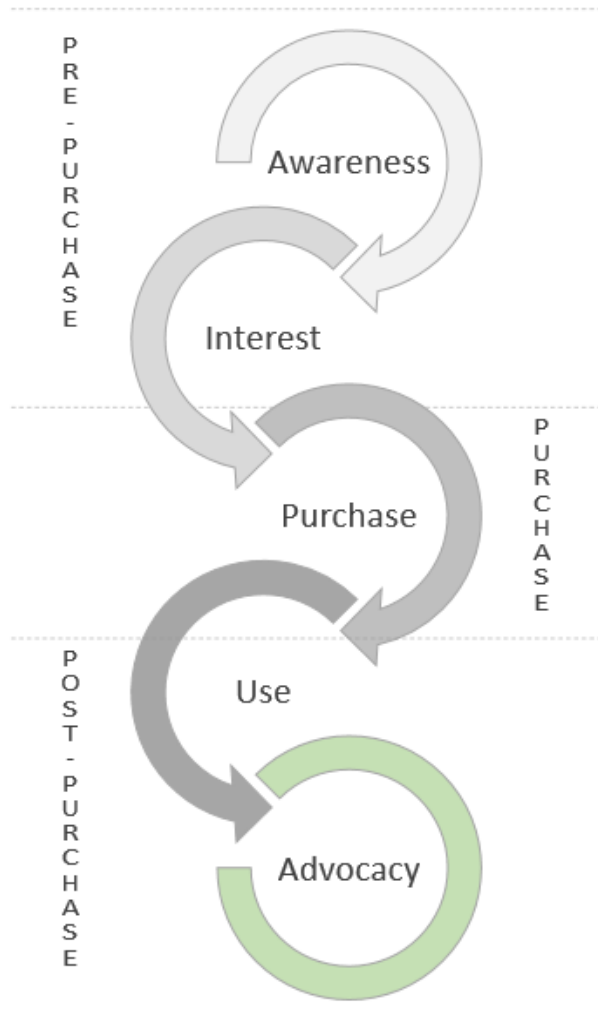 PRE-PURCHASE
Awareness
Interest
PURCHASE
Purchase
POST-PURCHASE
Use
Advocacy